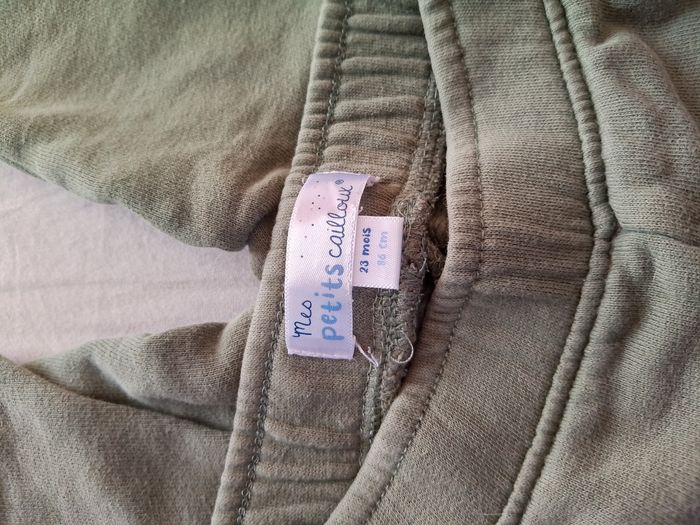 mes
petits cailloux®
23 mois
86 cm